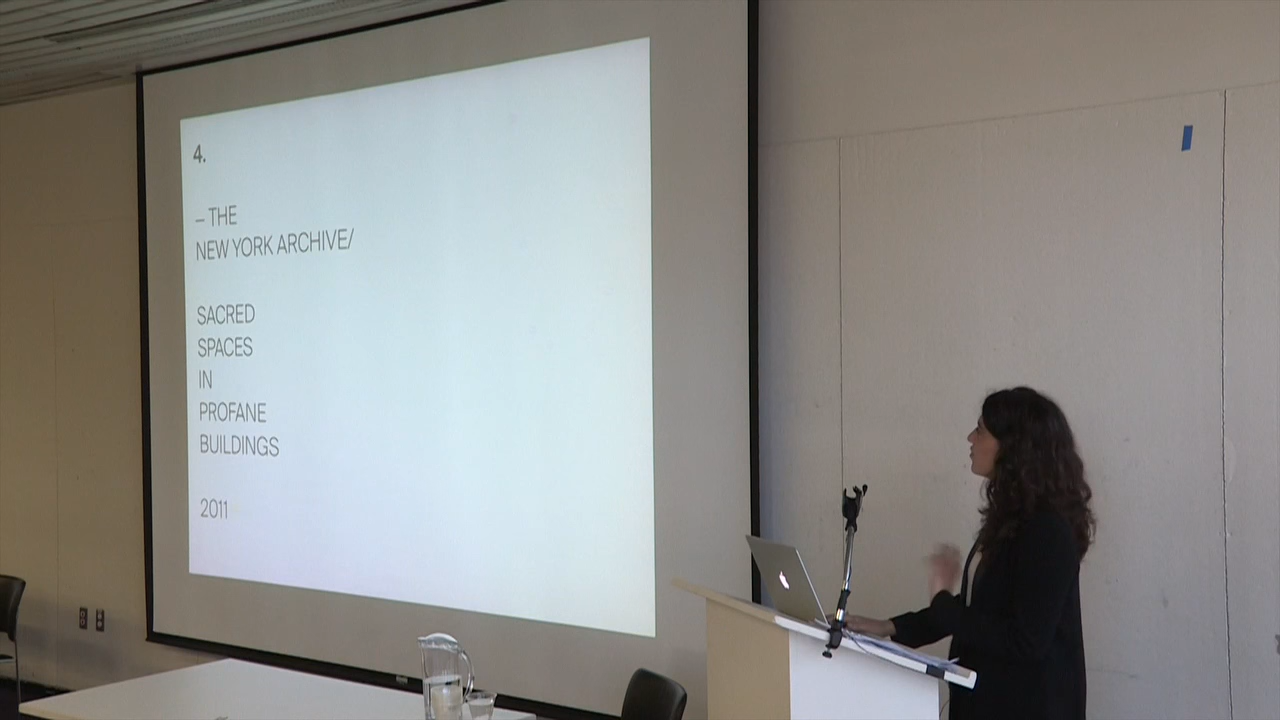 4.
– THE
NEW YORK ARCHIVE/
SACRED
SPACES
IN
PROFANE
BUILDINGS
2011